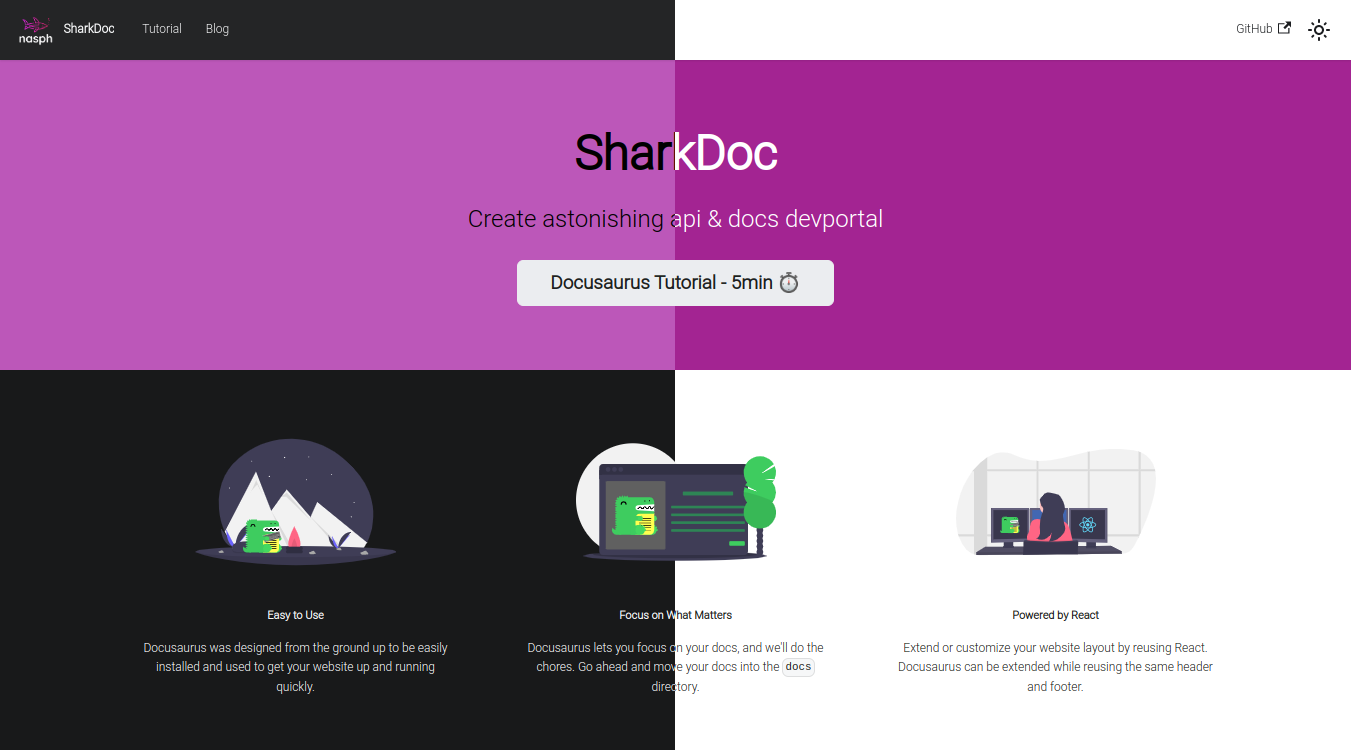 nasph
SharkDoc
Tutorial
Blog
GitHub
SharkDoc
Create astonishing api & docs devportal
Docusaurus Tutorial - 5min ⏱️
Easy to Use
Docusaurus was designed from the ground up to be easily
installed and used to get your website up and running
quickly.
Focus on What Matters
Docusaurus lets you focus on your docs, and we'll do the
chores. Go ahead and move your docs into the docs
directory.
Powered by React
Extend or customize your website layout by reusing React.
Docusaurus can be extended while reusing the same header
and footer.